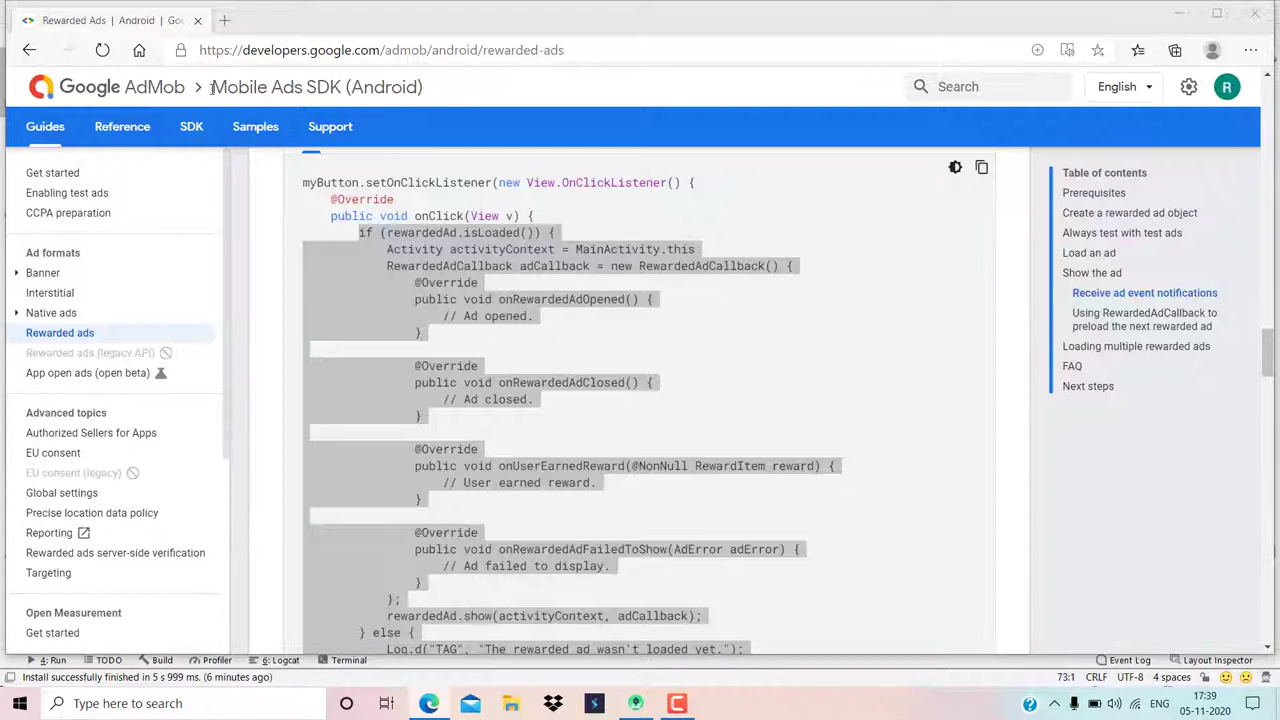 Rewarded Ads | Android | Goo
https://developers.google.com/admob/android/rewarded-ads
Google AdMob > Mobile Ads SDK (Android)
Search
English
R
Guides
Reference
SDK
Samples
Support
Get started
Enabling test ads
CCPA preparation
Ad formats
Banner
Interstitial
Native ads
Rewarded ads
Rewarded ads (legacy API)
App open ads (open beta)
Advanced topics
Authorized Sellers for Apps
EU consent
EU consent (legacy)
Global settings
Precise location data policy
Reporting
Rewarded ads server-side verification
Targeting
Open Measurement
Get started
myButton.setOnClickListener(new View.OnClickListener() {
@Override
public void onClick(View v) {
if (rewardedAd.isLoaded()) {
Activity activityContext = MainActivity.this
RewardedAdCallback adCallback = new RewardedAdCallback() {
@Override
public void onRewardedAdOpened() {
// Ad opened.
}
@Override
public void onRewardedAdClosed() {
// Ad closed.
}
@Override
public void onUserEarnedReward(@NonNull RewardItem reward) {
// User earned reward.
}
@Override
public void onRewardedAdFailedToShow(AdError adError) {
// Ad failed to display.
}
};
rewardedAd.show(activityContext, adCallback);
} else {
Log.d("TAG", "The rewarded ad wasn't loaded yet.");
Table of contents
Prerequisites
Create a rewarded ad object
Always test with test ads
Load an ad
Show the ad
Receive ad event notifications
Using RewardedAdCallback to
preload the next rewarded ad
Loading multiple rewarded ads
FAQ
Next steps
4: Run
TODO
Build
Profiler
6: Logcat
Terminal
Event Log
Layout Inspector
Install successfully finished in 5 s 999 ms. (6 minutes ago)
73:1
CRLF
UTF-8
4 spaces
Type here to search
ENG
17:39
05-11-2020